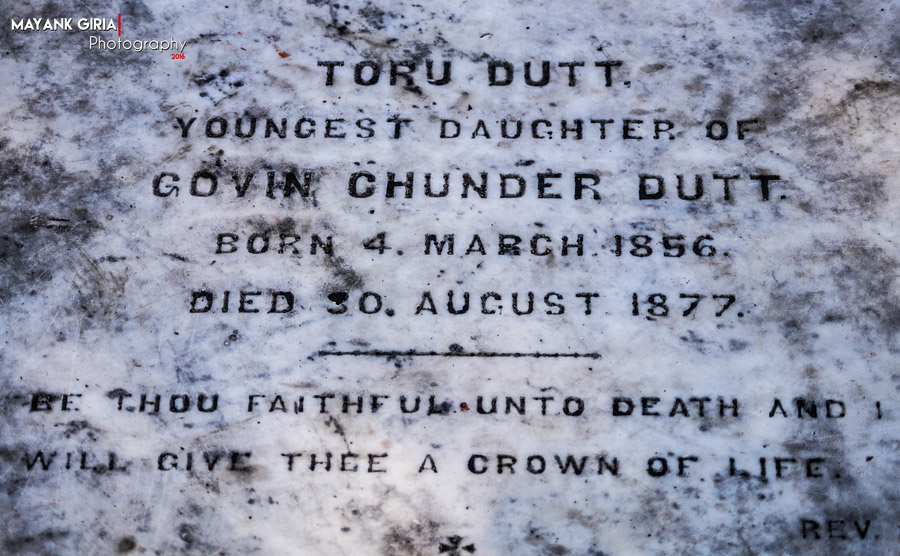 MAYANK GIRIA
Photography
2016
TORU DUTT.
YOUNGEST DAUGHTER OF
GOVIN CHUNDER DUTT.
BORN 4. MARCH 1856.
DIED 30. AUGUST 1877.
BE THOU FAITHFUL UNTO DEATH AND I
WILL GIVE THEE A CROWN OF LIFE.
REV.